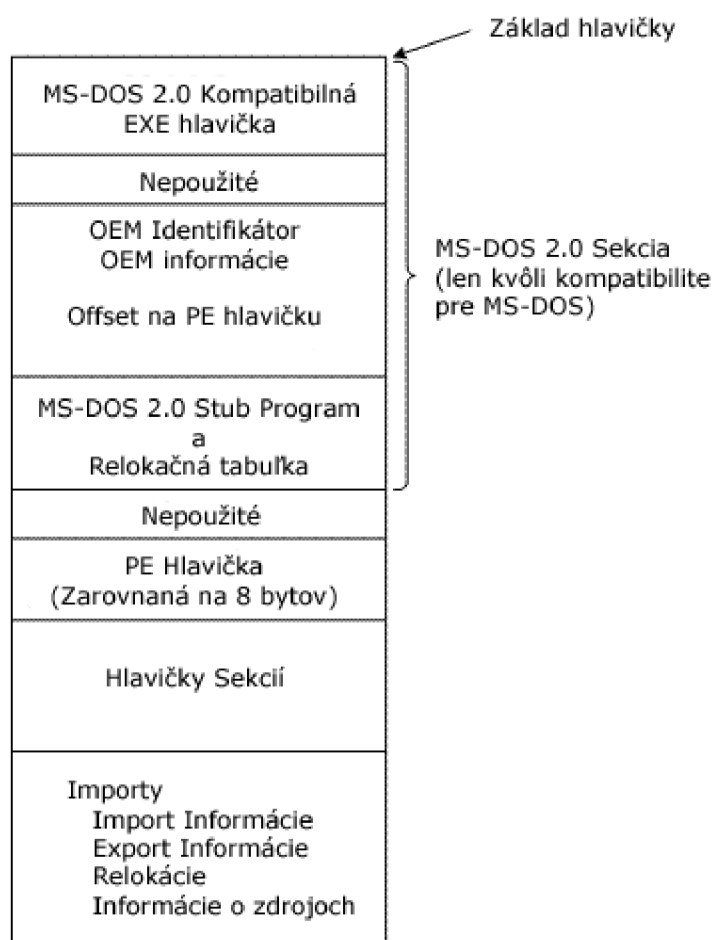 Základ hlavičky
MS-DOS 2.0 Kompatibilná
EXE hlavička
Nepoužité
OEM Identifikátor
OEM informácie
Offset na PE hlavičku
MS-DOS 2.0 Sekcia
(len kvôli kompatibilite
pre MS-DOS)
MS-DOS 2.0 Stub Program
a
Relokačná tabuľka
Nepoužité
PE Hlavička
(Zarovnaná na 8 bytov)
Hlavičky Sekcií
Importy
Import Informácie
Export Informácie
Relokácie
Informácie o zdrojoch